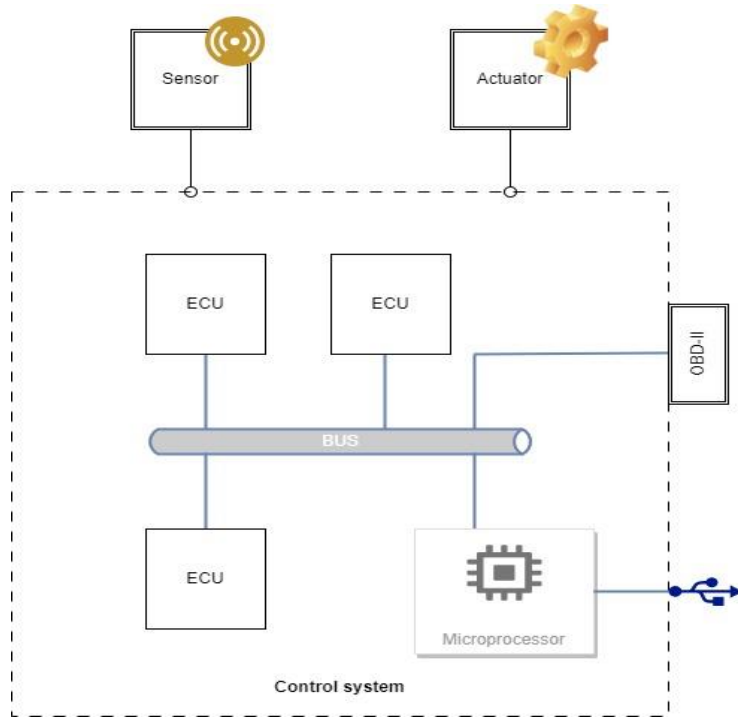 Sensor
Actuator
ECU
ECU
OBD-II
BUS
ECU
Microprocessor
Control system